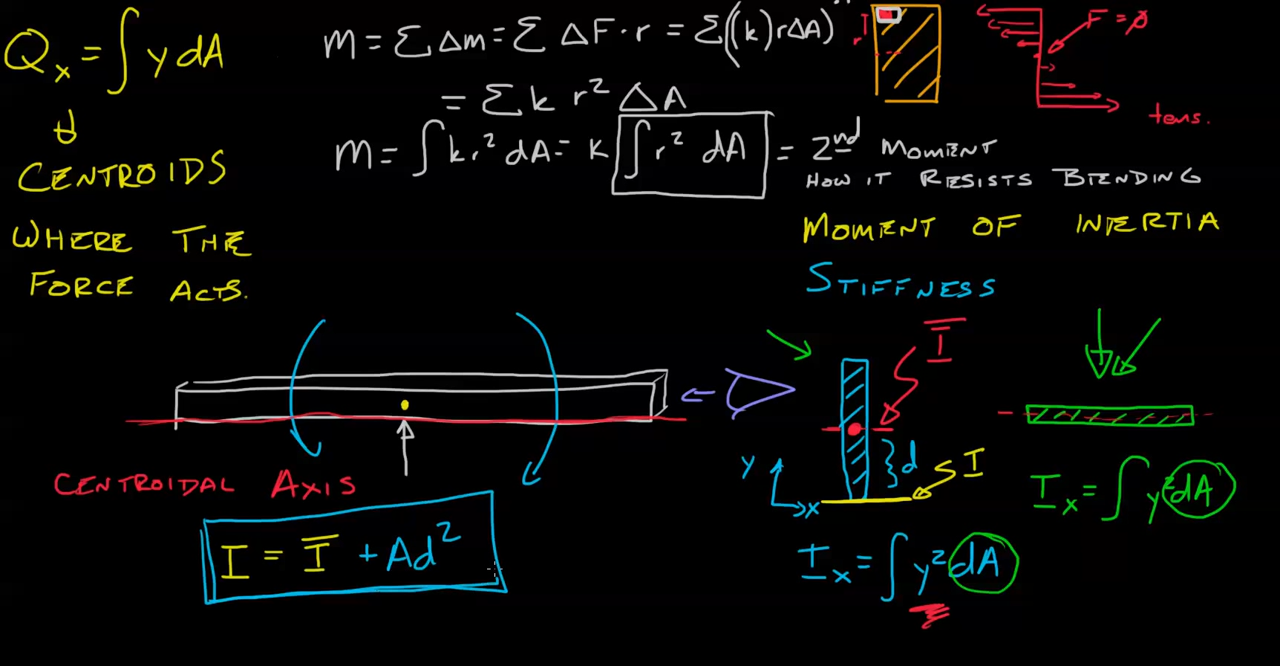 Qx = ∫ y dA
↓
CENTROIDS
WHERE THE
FORCE ACTS.
m = Σ Δm = Σ ΔF · r = Σ((k) r ΔA)
= Σ k r² ΔA
m = ∫ k r² dA = k ∫ r² dA = 2nd MOMENT
HOW IT RESISTS BENDING
MOMENT OF INERTIA
STIFFNESS
r
F = ∅
tens.
CENTROIDAL AXIS
I = I̅ + Ad²
I̅
d
I
y
x
Ix = ∫ y² dA
Ix = ∫ y² dA